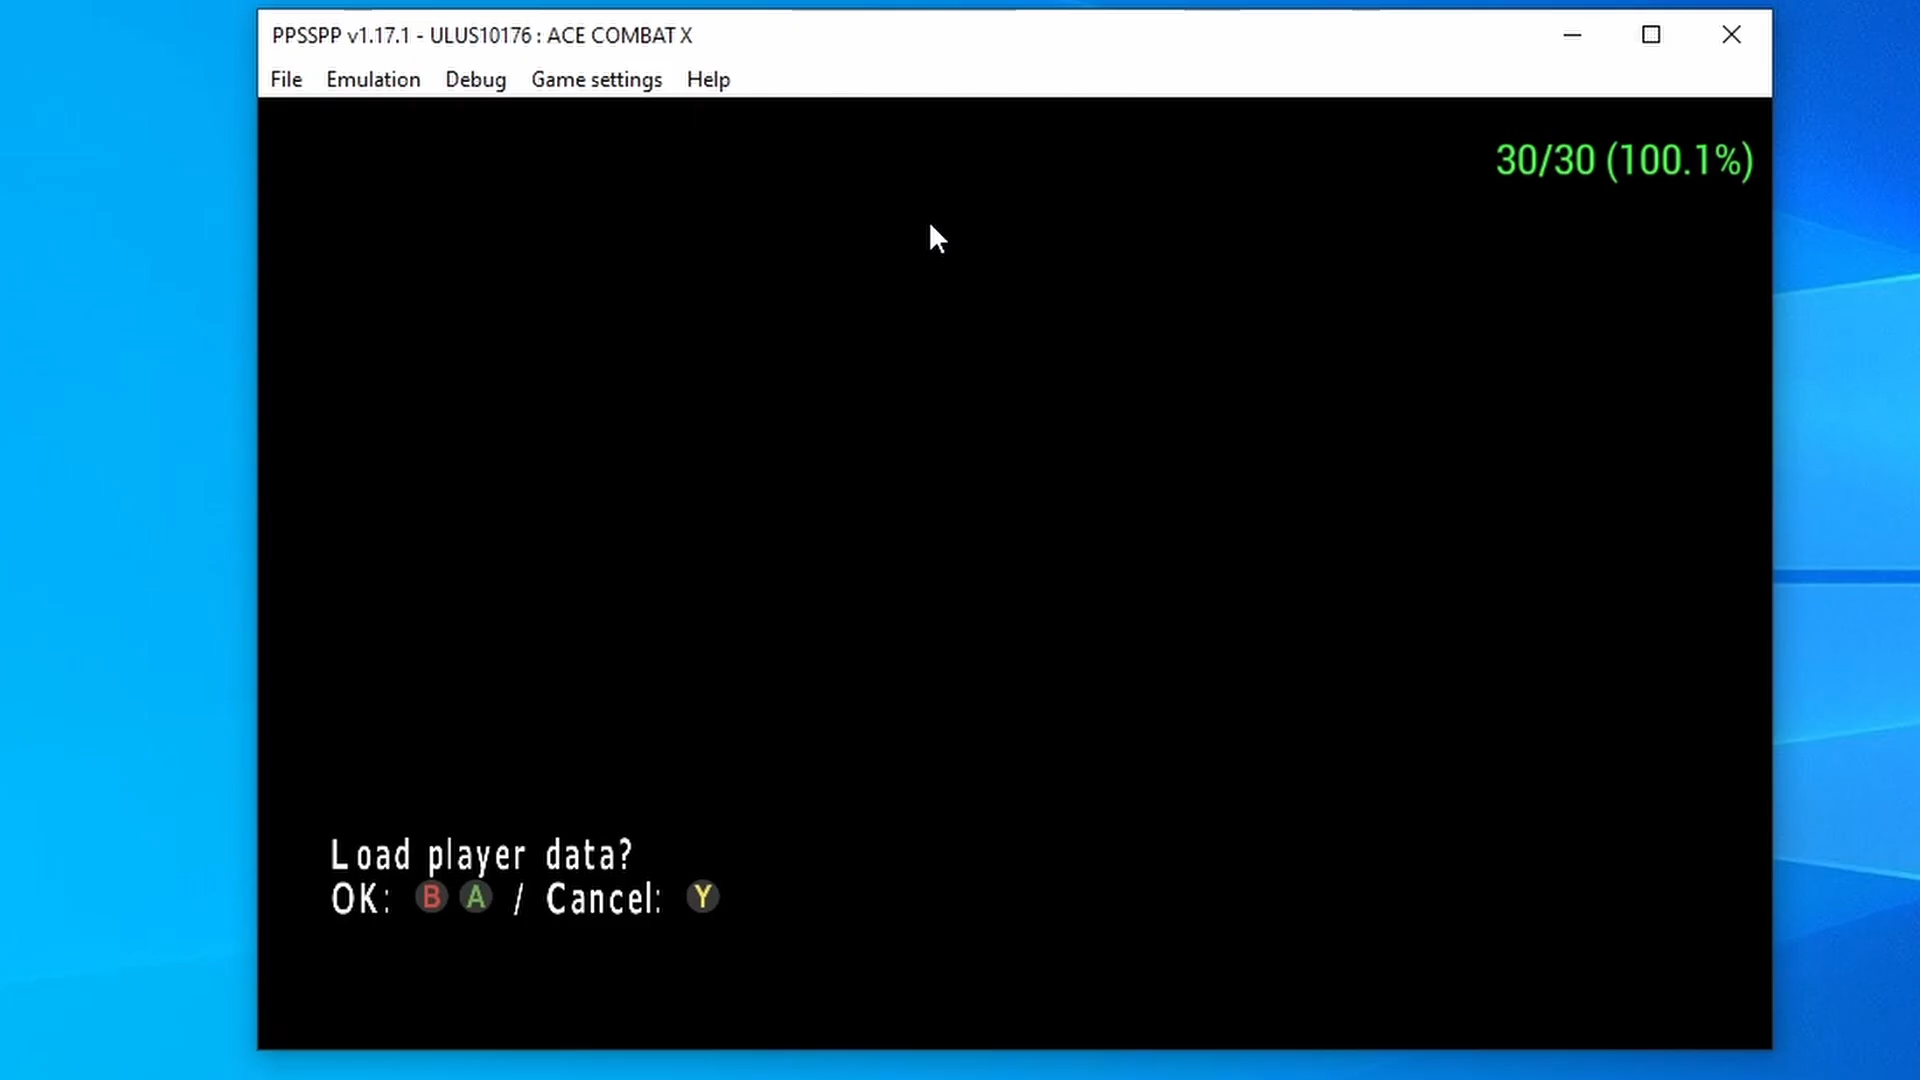 PPSSPP v1.17.1 - ULUS10176 : ACE COMBAT X
File Emulation Debug Game settings Help
30/30 (100.1%)
Load player data?
OK: B A / Cancel: Y